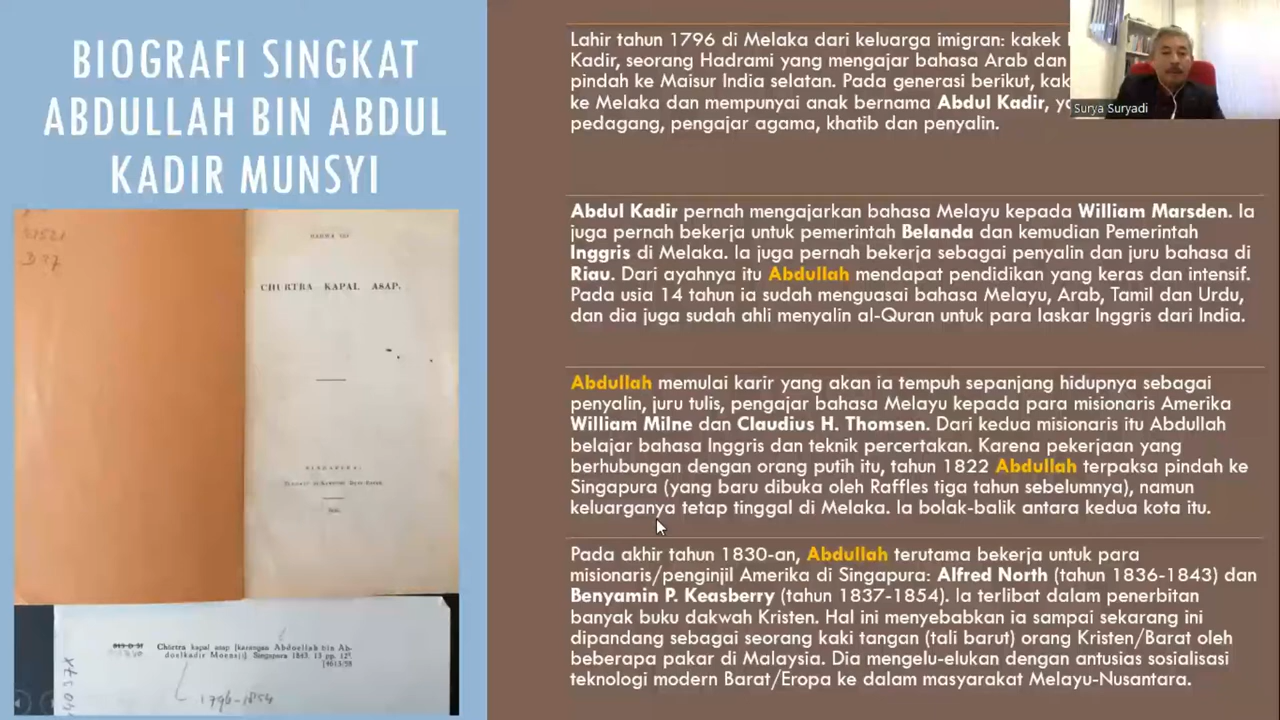 BIOGRAFI SINGKAT
ABDULLAH BIN ABDUL
KADIR MUNSYI
CHURTRA KAPAL ASAP.
Chŭrtra kapal asap [karangan Abdoellah bin Ab-
doelkadir Moensji]. Singapura 1843. 13 pp. 12°.
1796-1854
Lahir tahun 1796 di Melaka dari keluarga imigran: kakek
Kadir, seorang Hadrami yang mengajar bahasa Arab dan
pindah ke Maisur India selatan. Pada generasi berikut,
ke Melaka dan mempunyai anak bernama Abdul Kadir,
pedagang, pengajar agama, khatib dan penyalin.
Surya Suryadi
Abdul Kadir pernah mengajarkan bahasa Melayu kepada William Marsden. Ia
juga pernah bekerja untuk pemerintah Belanda dan kemudian Pemerintah
Inggris di Melaka. Ia juga pernah bekerja sebagai penyalin dan juru bahasa di
Riau. Dari ayahnya itu Abdullah mendapat pendidikan yang keras dan intensif.
Pada usia 14 tahun ia sudah menguasai bahasa Melayu, Arab, Tamil dan Urdu,
dan dia juga sudah ahli menyalin al-Quran untuk para laskar Inggris dari India.
Abdullah memulai karir yang akan ia tempuh sepanjang hidupnya sebagai
penyalin, juru tulis, pengajar bahasa Melayu kepada para misionaris Amerika
William Milne dan Claudius H. Thomsen. Dari kedua misionaris itu Abdullah
belajar bahasa Inggris dan teknik percertakan. Karena pekerjaan yang
berhubungan dengan orang putih itu, tahun 1822 Abdullah terpaksa pindah ke
Singapura (yang baru dibuka oleh Raffles tiga tahun sebelumnya), namun
keluarganya tetap tinggal di Melaka. Ia bolak-balik antara kedua kota itu.
Pada akhir tahun 1830-an, Abdullah terutama bekerja untuk para
misionaris/penginjil Amerika di Singapura: Alfred North (tahun 1836-1843) dan
Benyamin P. Keasberry (tahun 1837-1854). Ia terlibat dalam penerbitan
banyak buku dakwah Kristen. Hal ini menyebabkan ia sampai sekarang ini
dipandang sebagai seorang kaki tangan (tali barut) orang Kristen/Barat oleh
beberapa pakar di Malaysia. Dia mengelu-elukan dengan antusias sosialisasi
teknologi modern Barat/Eropa ke dalam masyarakat Melayu-Nusantara.